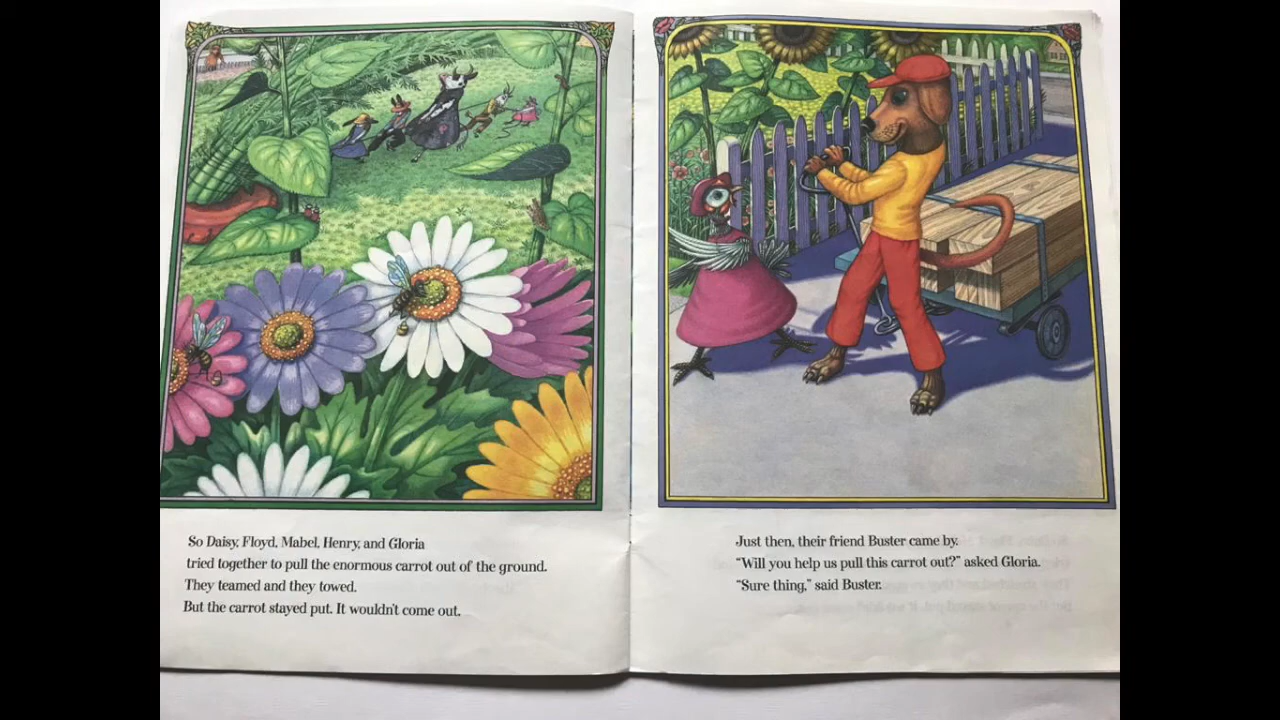 So Daisy, Floyd, Mabel, Henry, and Gloria
tried together to pull the enormous carrot out of the ground.
They teamed and they towed.
But the carrot stayed put. It wouldn't come out.
Just then, their friend Buster came by.
"Will you help us pull this carrot out?" asked Gloria.
"Sure thing," said Buster.